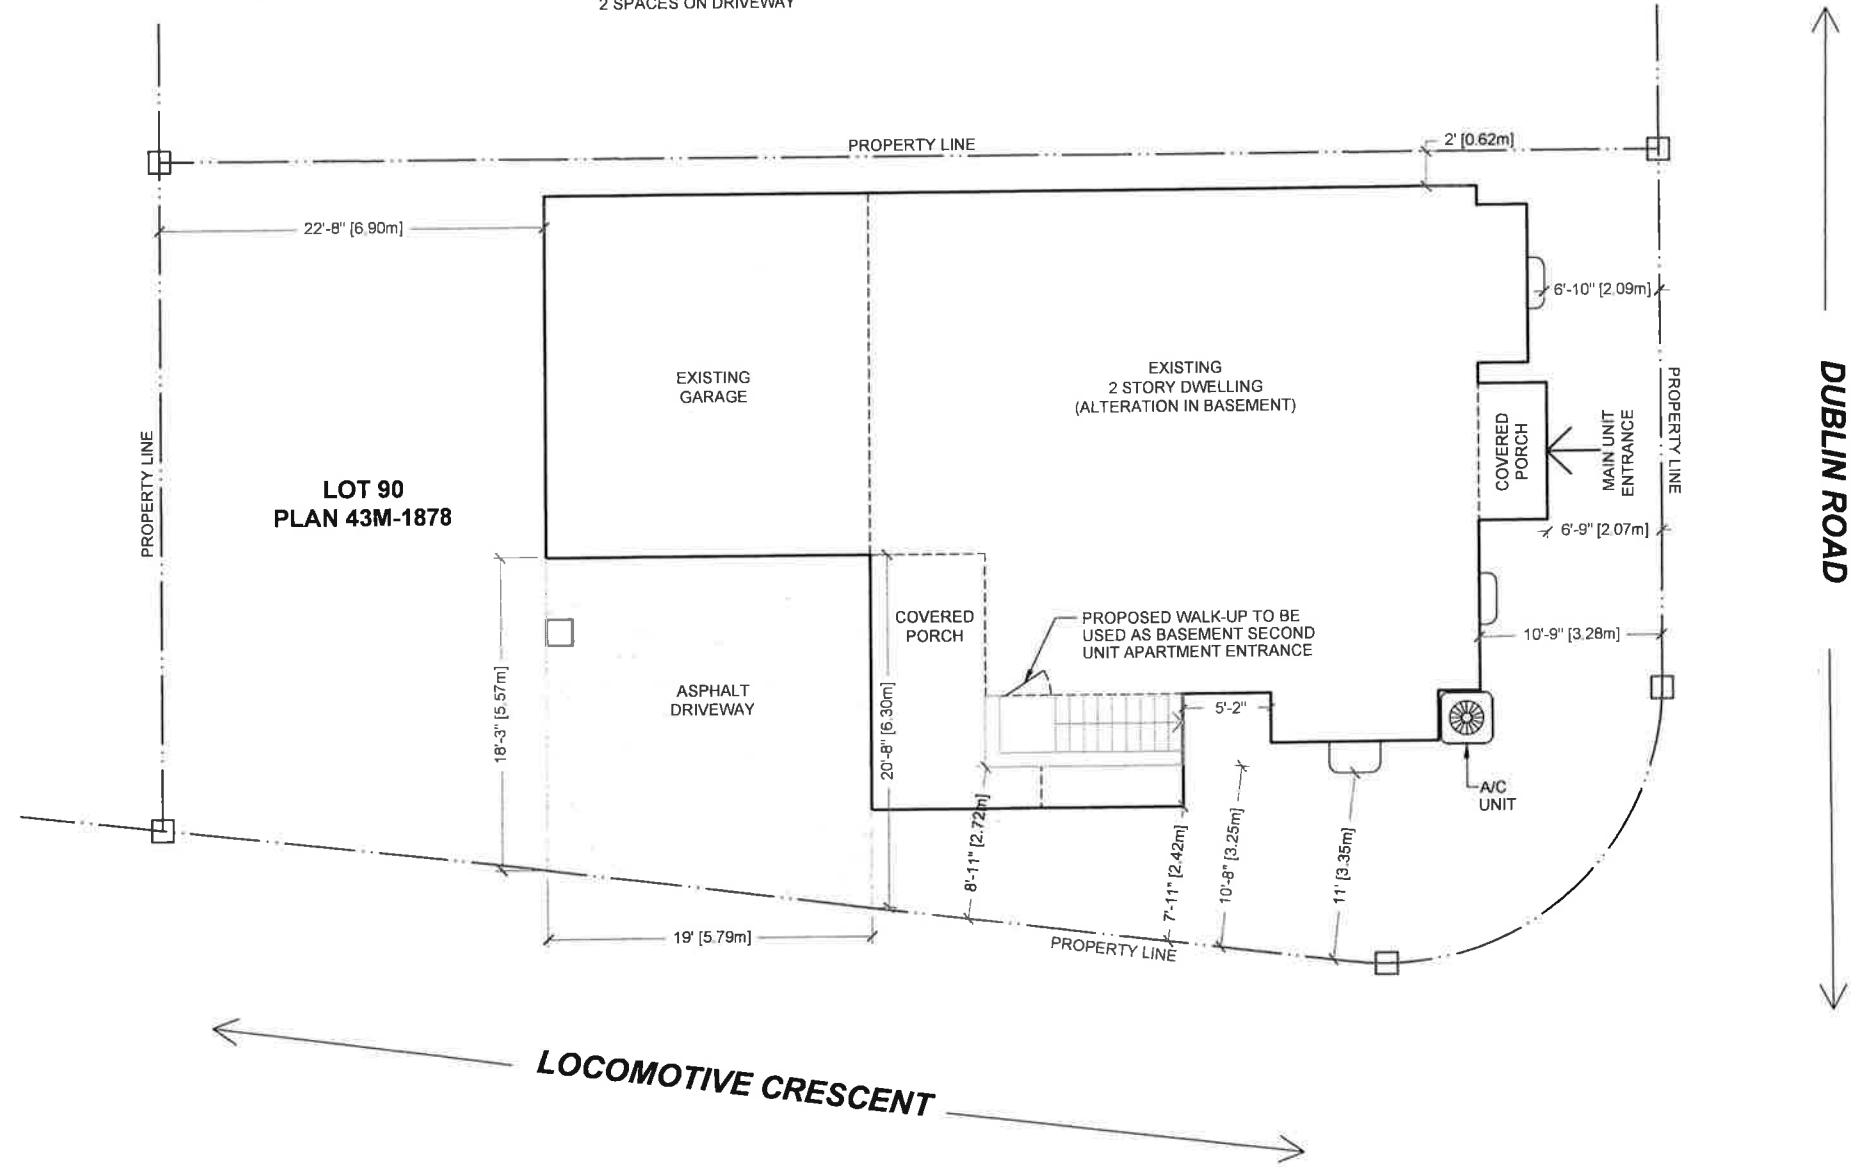 2 SPACES ON DRIVEWAY
PROPERTY LINE
2' [0.62m]
22'-8" [6.90m]
6'-10" [2.09m]
EXISTING
GARAGE
EXISTING
2 STORY DWELLING
(ALTERATION IN BASEMENT)
COVERED
PORCH
MAIN UNIT
ENTRANCE
PROPERTY LINE
DUBLIN ROAD
PROPERTY LINE
LOT 90
PLAN 43M-1878
6'-9" [2.07m]
COVERED
PORCH
PROPOSED WALK-UP TO BE
USED AS BASEMENT SECOND
UNIT APARTMENT ENTRANCE
10'-9" [3.28m]
18'-3" [5.57m]
ASPHALT
DRIVEWAY
20'-8" [6.30m]
5'-2"
A/C
UNIT
8'-11" [2.72m]
7'-11" [2.42m]
10'-8" [3.25m]
11' [3.35m]
19' [5.79m]
PROPERTY LINE
LOCOMOTIVE CRESCENT